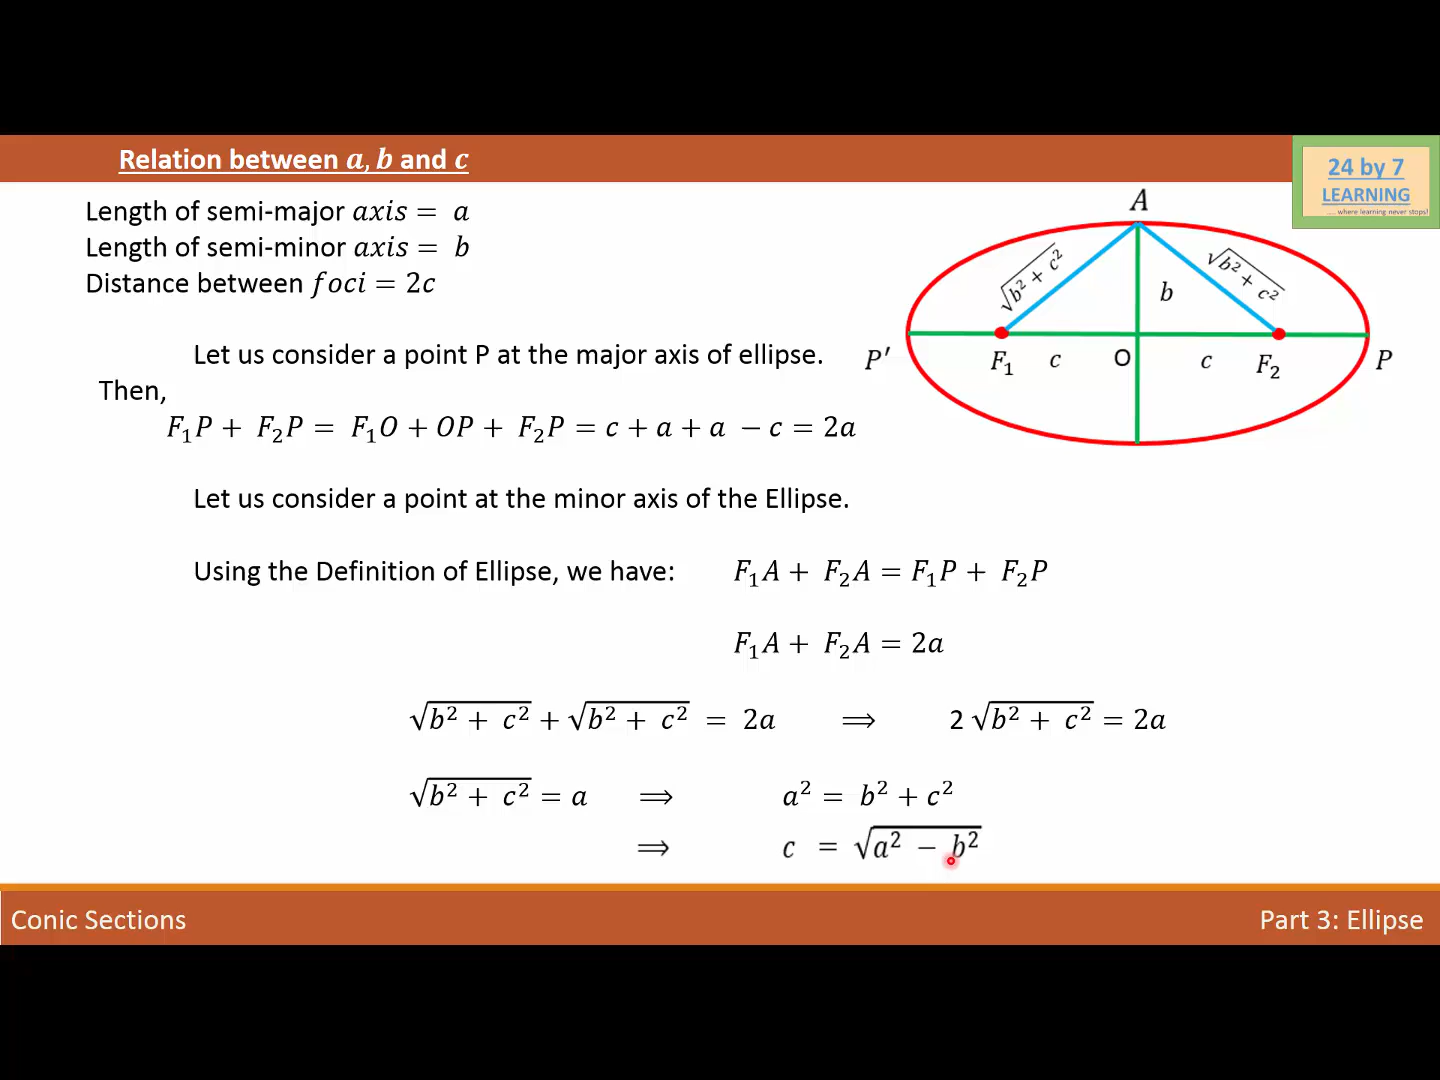 Relation between a, b and c
24 by 7
LEARNING
.... where learning never stops!
Length of semi-major axis = a
Length of semi-minor axis = b
Distance between foci = 2c
A
√b² + c²
√b² + c²
b
P′
F₁
c
O
c
F₂
P
Let us consider a point P at the major axis of ellipse.
Then,
F₁P + F₂P = F₁O + OP + F₂P = c + a + a − c = 2a
Let us consider a point at the minor axis of the Ellipse.
Using the Definition of Ellipse, we have: F₁A + F₂A = F₁P + F₂P
F₁A + F₂A = 2a
√b² + c² + √b² + c² = 2a ⟹ 2 √b² + c² = 2a
√b² + c² = a ⟹ a² = b² + c²
⟹ c = √a² − b²
Conic Sections
Part 3: Ellipse